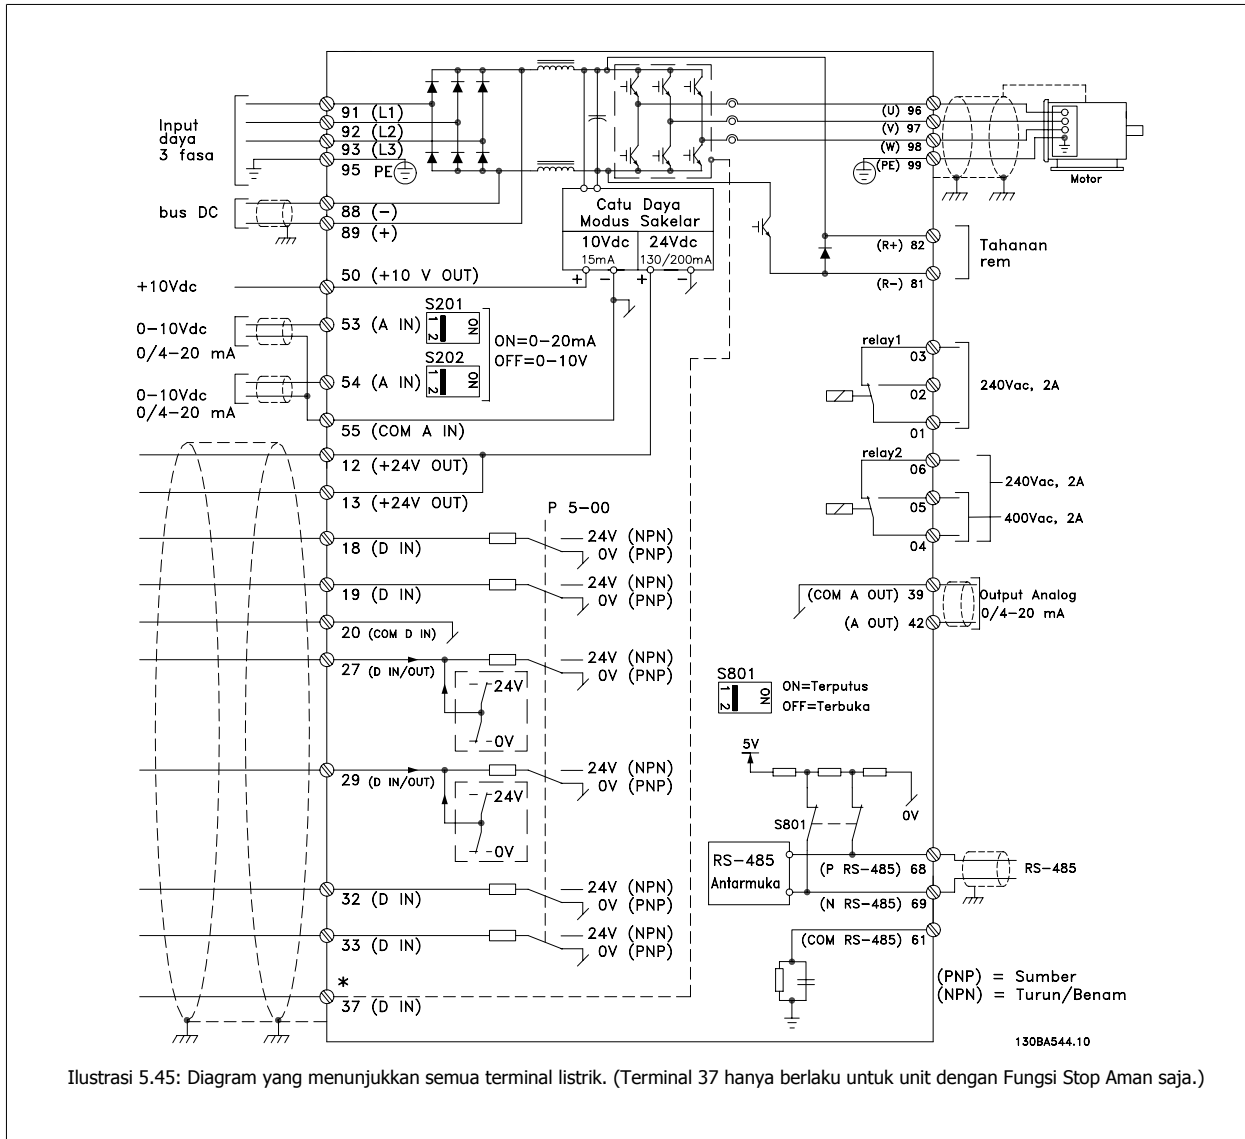 Input
daya
3 fasa
91 (L1)
92 (L2)
93 (L3)
95 PE
bus DC
88 (-)
89 (+)
+10Vdc
50 (+10 V OUT)
0-10Vdc
0/4-20 mA
53 (A IN)
S201
1 2
ON
ON=0-20mA
OFF=0-10V
S202
1 2
ON
0-10Vdc
0/4-20 mA
54 (A IN)
55 (COM A IN)
12 (+24V OUT)
13 (+24V OUT)
P 5-00
18 (D IN)
24V (NPN)
0V (PNP)
19 (D IN)
24V (NPN)
0V (PNP)
20 (COM D IN)
27 (D IN/OUT)
24V (NPN)
0V (PNP)
24V
0V
29 (D IN/OUT)
24V (NPN)
0V (PNP)
24V
0V
32 (D IN)
24V (NPN)
0V (PNP)
33 (D IN)
24V (NPN)
0V (PNP)
*
37 (D IN)
Catu Daya
Modus Sakelar
10Vdc
15mA
24Vdc
130/200mA
+ - + -
(U) 96
(V) 97
(W) 98
(PE) 99
Motor
(R+) 82
(R-) 81
Tahanan
rem
relay1
03
02
01
240Vac, 2A
relay2
06
05
04
240Vac, 2A
400Vac, 2A
(COM A OUT) 39
(A OUT) 42
Output Analog
0/4-20 mA
S801
1 2
ON
ON=Terputus
OFF=Terbuka
5V
0V
S801
RS-485
Antarmuka
(P RS-485) 68
(N RS-485) 69
RS-485
(COM RS-485) 61
(PNP) = Sumber
(NPN) = Turun/Benam
130BA544.10
Ilustrasi 5.45: Diagram yang menunjukkan semua terminal listrik. (Terminal 37 hanya berlaku untuk unit dengan Fungsi Stop Aman saja.)